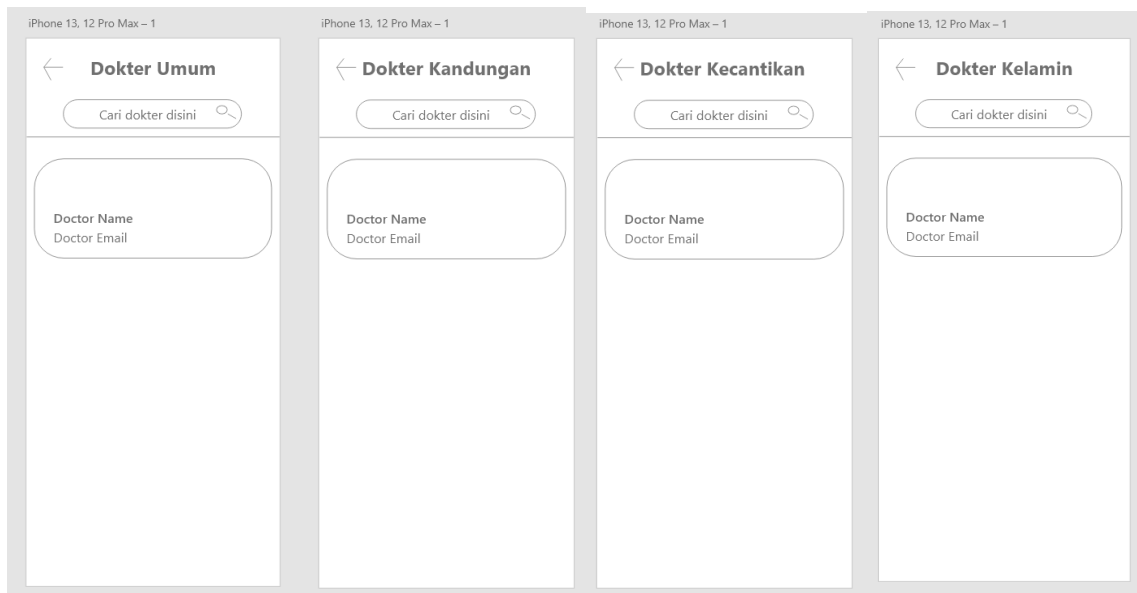 iPhone 13, 12 Pro Max – 1
Dokter Umum
Cari dokter disini
Doctor Name
Doctor Email
iPhone 13, 12 Pro Max – 1
Dokter Kandungan
Cari dokter disini
Doctor Name
Doctor Email
iPhone 13, 12 Pro Max – 1
Dokter Kecantikan
Cari dokter disini
Doctor Name
Doctor Email
iPhone 13, 12 Pro Max – 1
Dokter Kelamin
Cari dokter disini
Doctor Name
Doctor Email